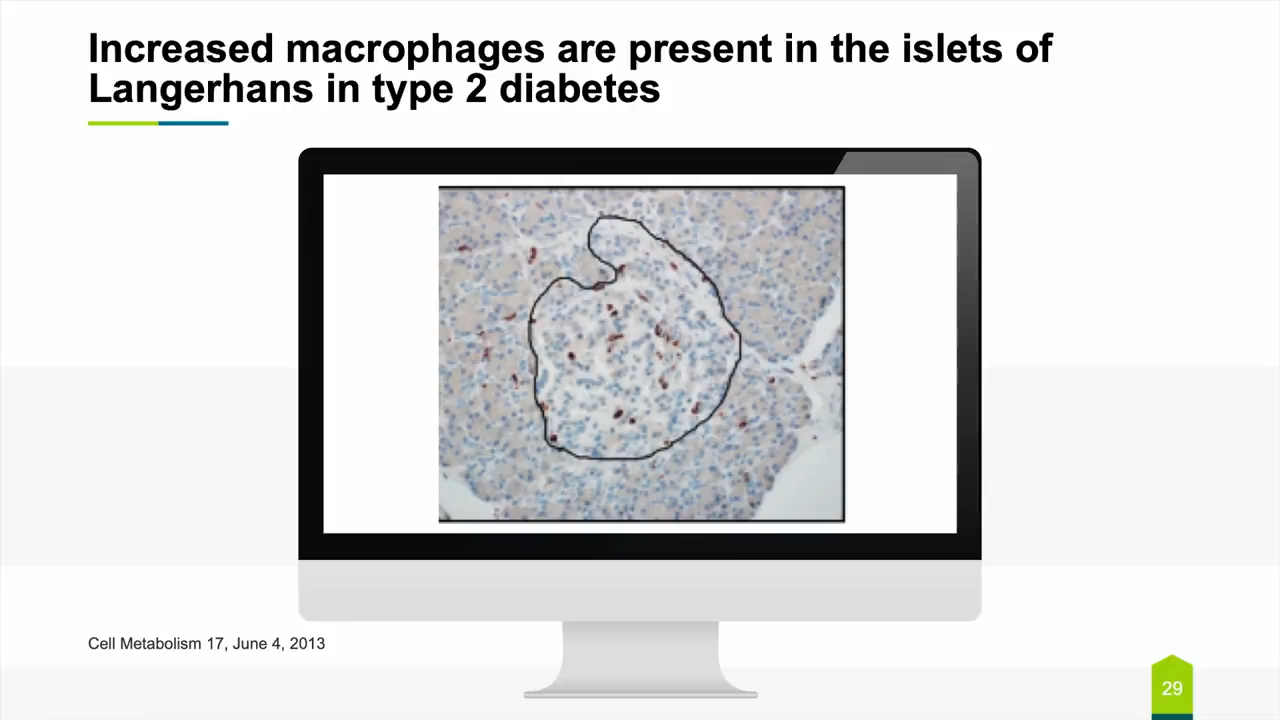 Increased macrophages are present in the islets of
Langerhans in type 2 diabetes
Cell Metabolism 17, June 4, 2013
29